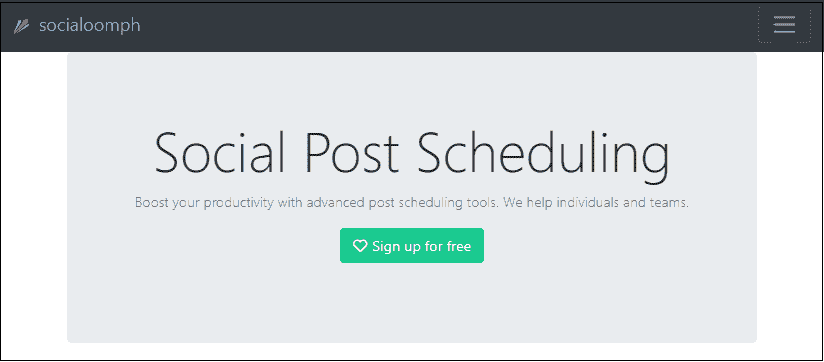 socialoomph
Social Post Scheduling
Boost your productivity with advanced post scheduling tools. We help individuals and teams.
Sign up for free